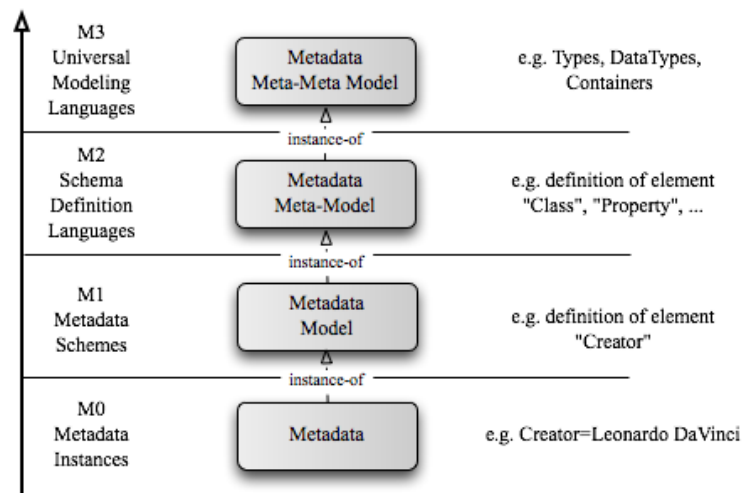 M3
Universal
Modeling
Languages
Metadata
Meta-Meta Model
e.g. Types, DataTypes,
Containers
instance-of
M2
Schema
Definition
Languages
Metadata
Meta-Model
e.g. definition of element
"Class", "Property", ...
instance-of
M1
Metadata
Schemes
Metadata
Model
e.g. definition of element
"Creator"
instance-of
M0
Metadata
Instances
Metadata
e.g. Creator=Leonardo DaVinci